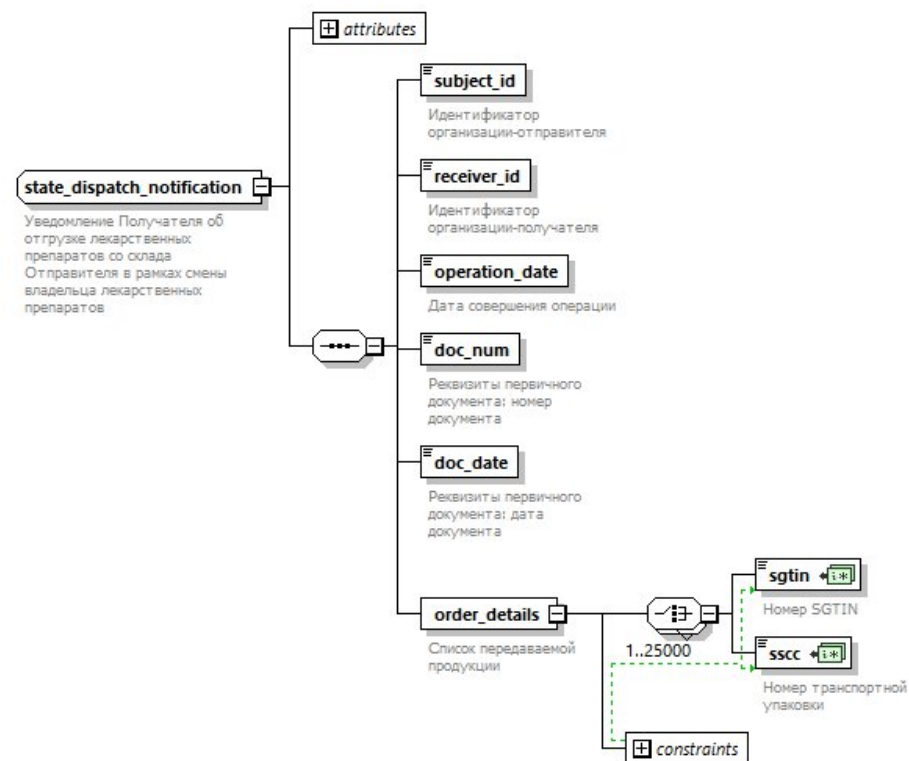 attributes
subject_id
Идентификатор
организации-отправителя
state_dispatch_notification
Уведомление Получателя об
отгрузке лекарственных
препаратов со склада
Отправителя в рамках смены
владельца лекарственных
препаратов
receiver_id
Идентификатор
организации-получателя
operation_date
Дата совершения операции
doc_num
Реквизиты первичного
документа: номер
документа
doc_date
Реквизиты первичного
документа: дата
документа
order_details
Список передаваемой
продукции
1..25000
sgtin
Номер SGTIN
sscc
Номер транспортной
упаковки
constraints